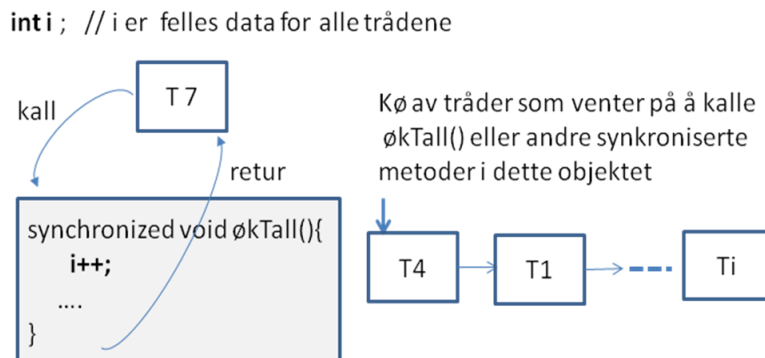 int i ; // i er felles data for alle trådene
T 7
kall
retur
synchronized void økTall(){
i++;
....
}
Kø av tråder som venter på å kalle
økTall() eller andre synkroniserte
metoder i dette objektet
T4
T1
Ti